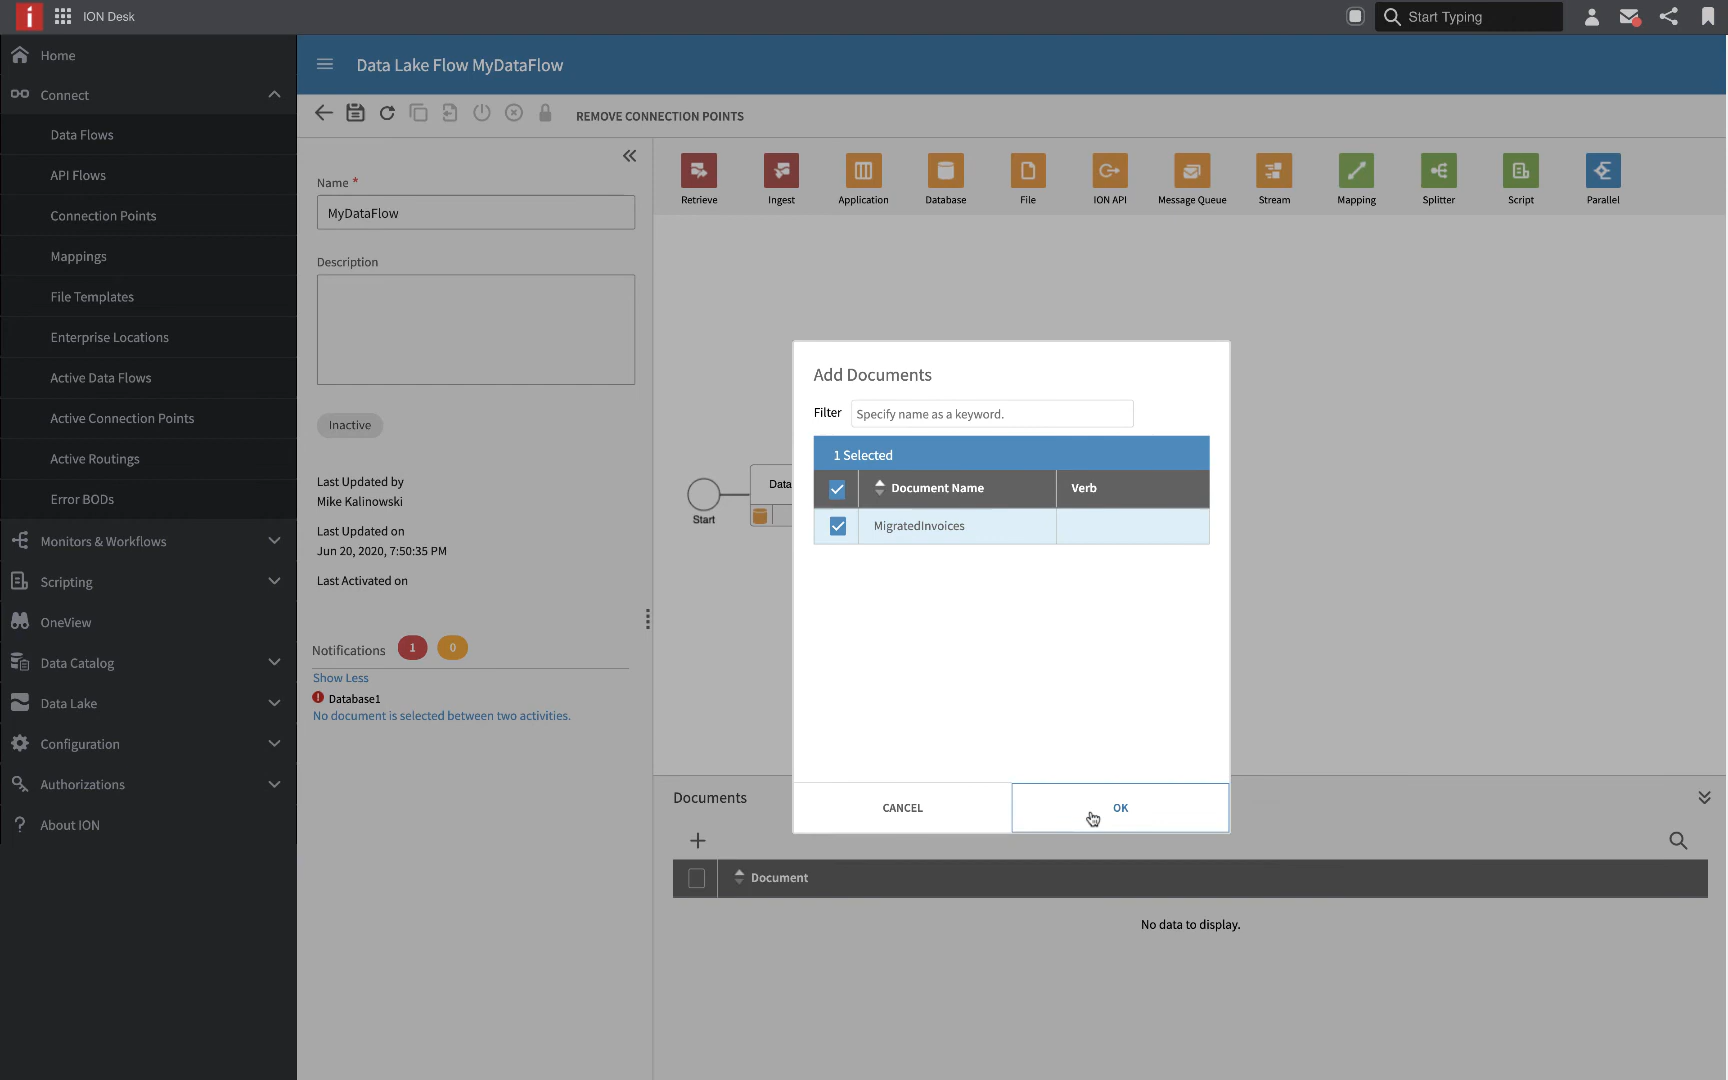 ION Desk
Start Typing
Home
Connect
Data Flows
API Flows
Connection Points
Mappings
File Templates
Enterprise Locations
Active Data Flows
Active Connection Points
Active Routings
Error BODs
Monitors & Workflows
Scripting
OneView
Data Catalog
Data Lake
Configuration
Authorizations
? About ION
Data Lake Flow MyDataFlow
REMOVE CONNECTION POINTS
Name *
MyDataFlow
Description
Inactive
Last Updated by
Mike Kalinowski
Last Updated on
Jun 20, 2020, 7:50:35 PM
Last Activated on
Notifications 1 0
Show Less
Database1
No document is selected between two activities.
Retrieve
Ingest
Application
Database
File
ION API
Message Queue
Stream
Mapping
Splitter
Script
Parallel
Start
Data
Add Documents
Filter Specify name as a keyword.
1 Selected
Document Name Verb
MigratedInvoices
CANCEL OK
Documents
Document
No data to display.